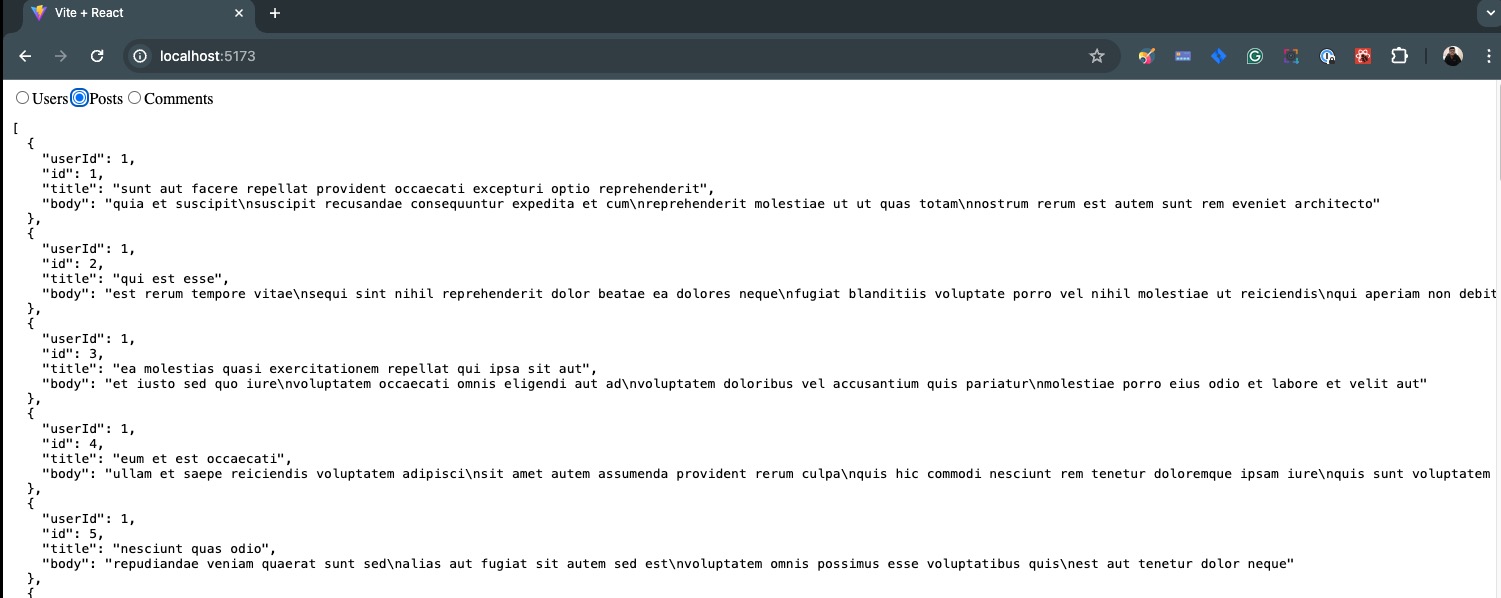 Vite + React
localhost:5173
Users Posts Comments
[
  {
    "userId": 1,
    "id": 1,
    "title": "sunt aut facere repellat provident occaecati excepturi optio reprehenderit",
    "body": "quia et suscipit\nsuscipit recusandae consequuntur expedita et cum\nreprehenderit molestiae ut ut quas totam\nnostrum rerum est autem sunt rem eveniet architecto"
  },
  {
    "userId": 1,
    "id": 2,
    "title": "qui est esse",
    "body": "est rerum tempore vitae\nsequi sint nihil reprehenderit dolor beatae ea dolores neque\nfugiat blanditiis voluptate porro vel nihil molestiae ut reiciendis\nqui aperiam non debit
  },
  {
    "userId": 1,
    "id": 3,
    "title": "ea molestias quasi exercitationem repellat qui ipsa sit aut",
    "body": "et iusto sed quo iure\nvoluptatem occaecati omnis eligendi aut ad\nvoluptatem doloribus vel accusantium quis pariatur\nmolestiae porro eius odio et labore et velit aut"
  },
  {
    "userId": 1,
    "id": 4,
    "title": "eum et est occaecati",
    "body": "ullam et saepe reiciendis voluptatem adipisci\nsit amet autem assumenda provident rerum culpa\nquis hic commodi nesciunt rem tenetur doloremque ipsam iure\nquis sunt voluptatem
  },
  {
    "userId": 1,
    "id": 5,
    "title": "nesciunt quas odio",
    "body": "repudiandae veniam quaerat sunt sed\nalias aut fugiat sit autem sed est\nvoluptatem omnis possimus esse voluptatibus quis\nest aut tenetur dolor neque"
  },
  {